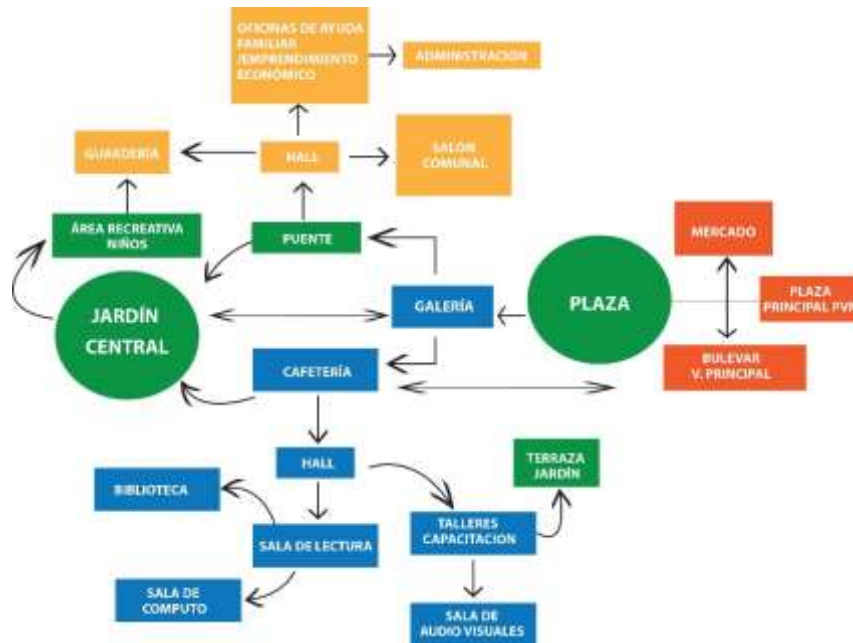 OFICINAS DE AYUDA
FAMILIAR
/EMPRENDIMIENTO
ECONÓMICO
ADMINISTRACION
GUARDERÍA
HALL
SALÓN
COMUNAL
ÁREA RECREATIVA
NIÑOS
PUENTE
MERCADO
JARDÍN
CENTRAL
GALERÍA
PLAZA
PLAZA
PRINCIPAL PVM
CAFETERÍA
BULEVAR
V. PRINCIPAL
HALL
TERRAZA
JARDÍN
BIBLIOTECA
SALA DE LECTURA
TALLERES
CAPACITACION
SALA DE
COMPUTO
SALA DE
AUDIO VISUALES